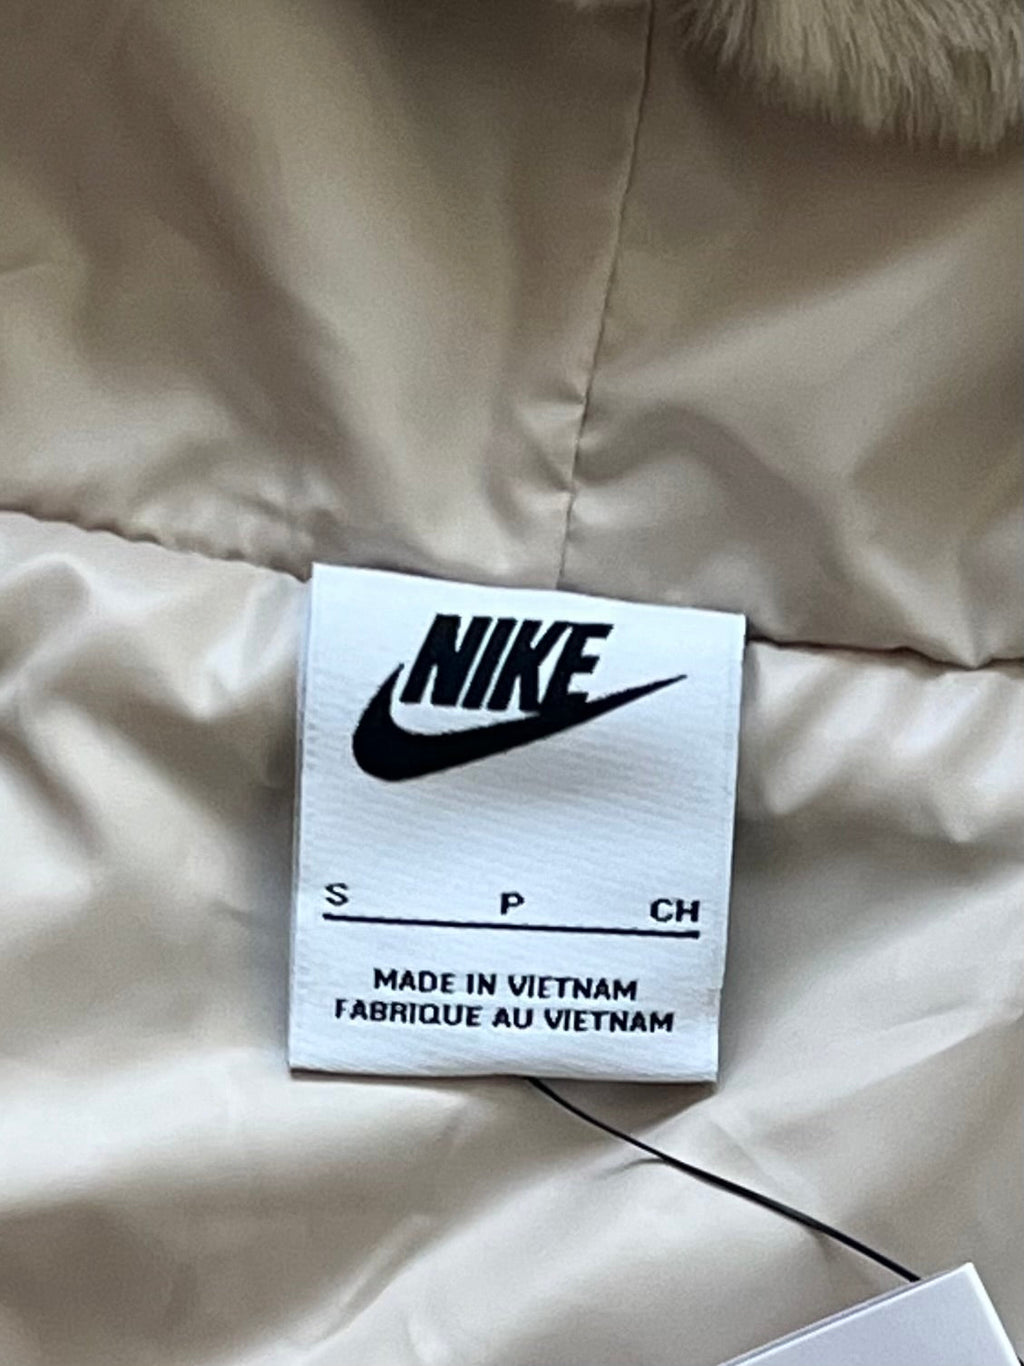 NIKE
S P CH
MADE IN VIETNAM
FABRIQUE AU VIETNAM